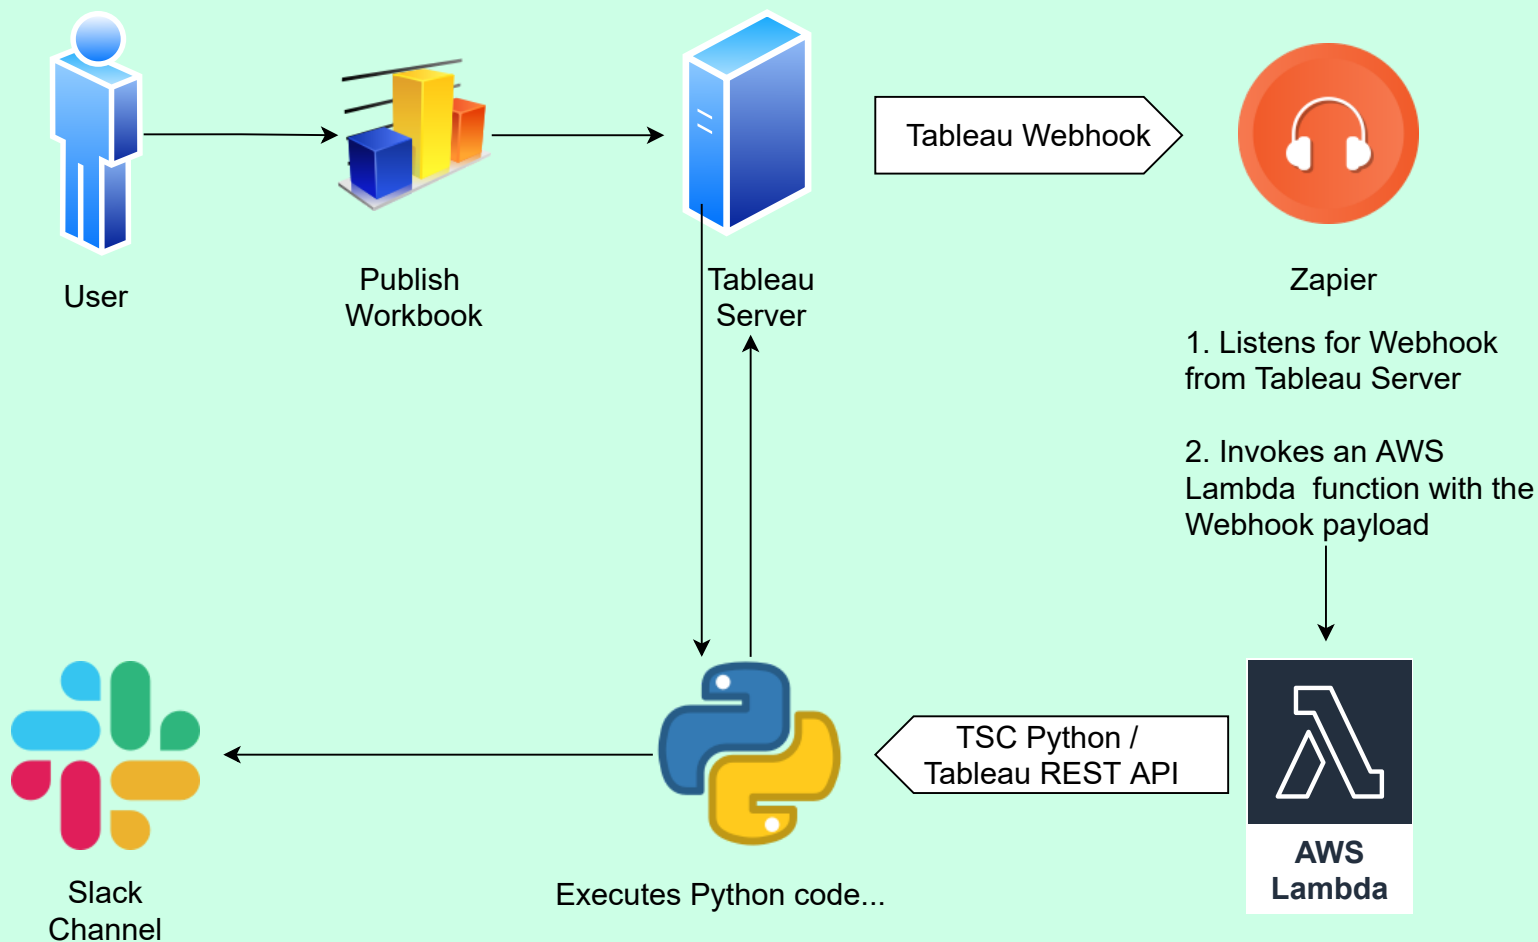 Tableau Webhook
User
Publish
Workbook
Tableau
Server
Zapier
1. Listens for Webhook
from Tableau Server
2. Invokes an AWS
Lambda  function with the
Webhook payload
TSC Python /
Tableau REST API
AWS
Lambda
Slack
Channel
Executes Python code...